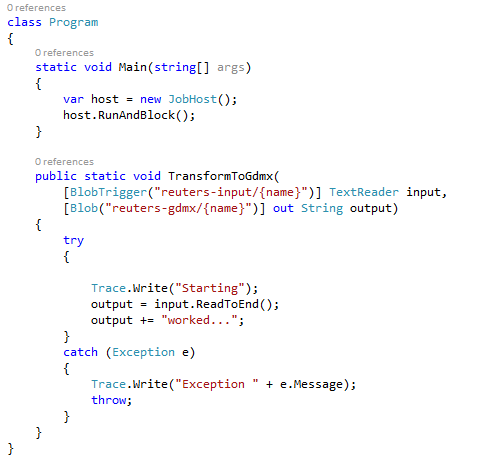 0 references
class Program
{
0 references
static void Main(string[] args)
{
var host = new JobHost();
host.RunAndBlock();
}
0 references
public static void TransformToGdmx(
[BlobTrigger("reuters-input/{name}")] TextReader input,
[Blob("reuters-gdmx/{name}")] out String output)
{
try
{
Trace.Write("Starting");
output = input.ReadToEnd();
output += "worked...";
}
catch (Exception e)
{
Trace.Write("Exception " + e.Message);
throw;
}
}
}